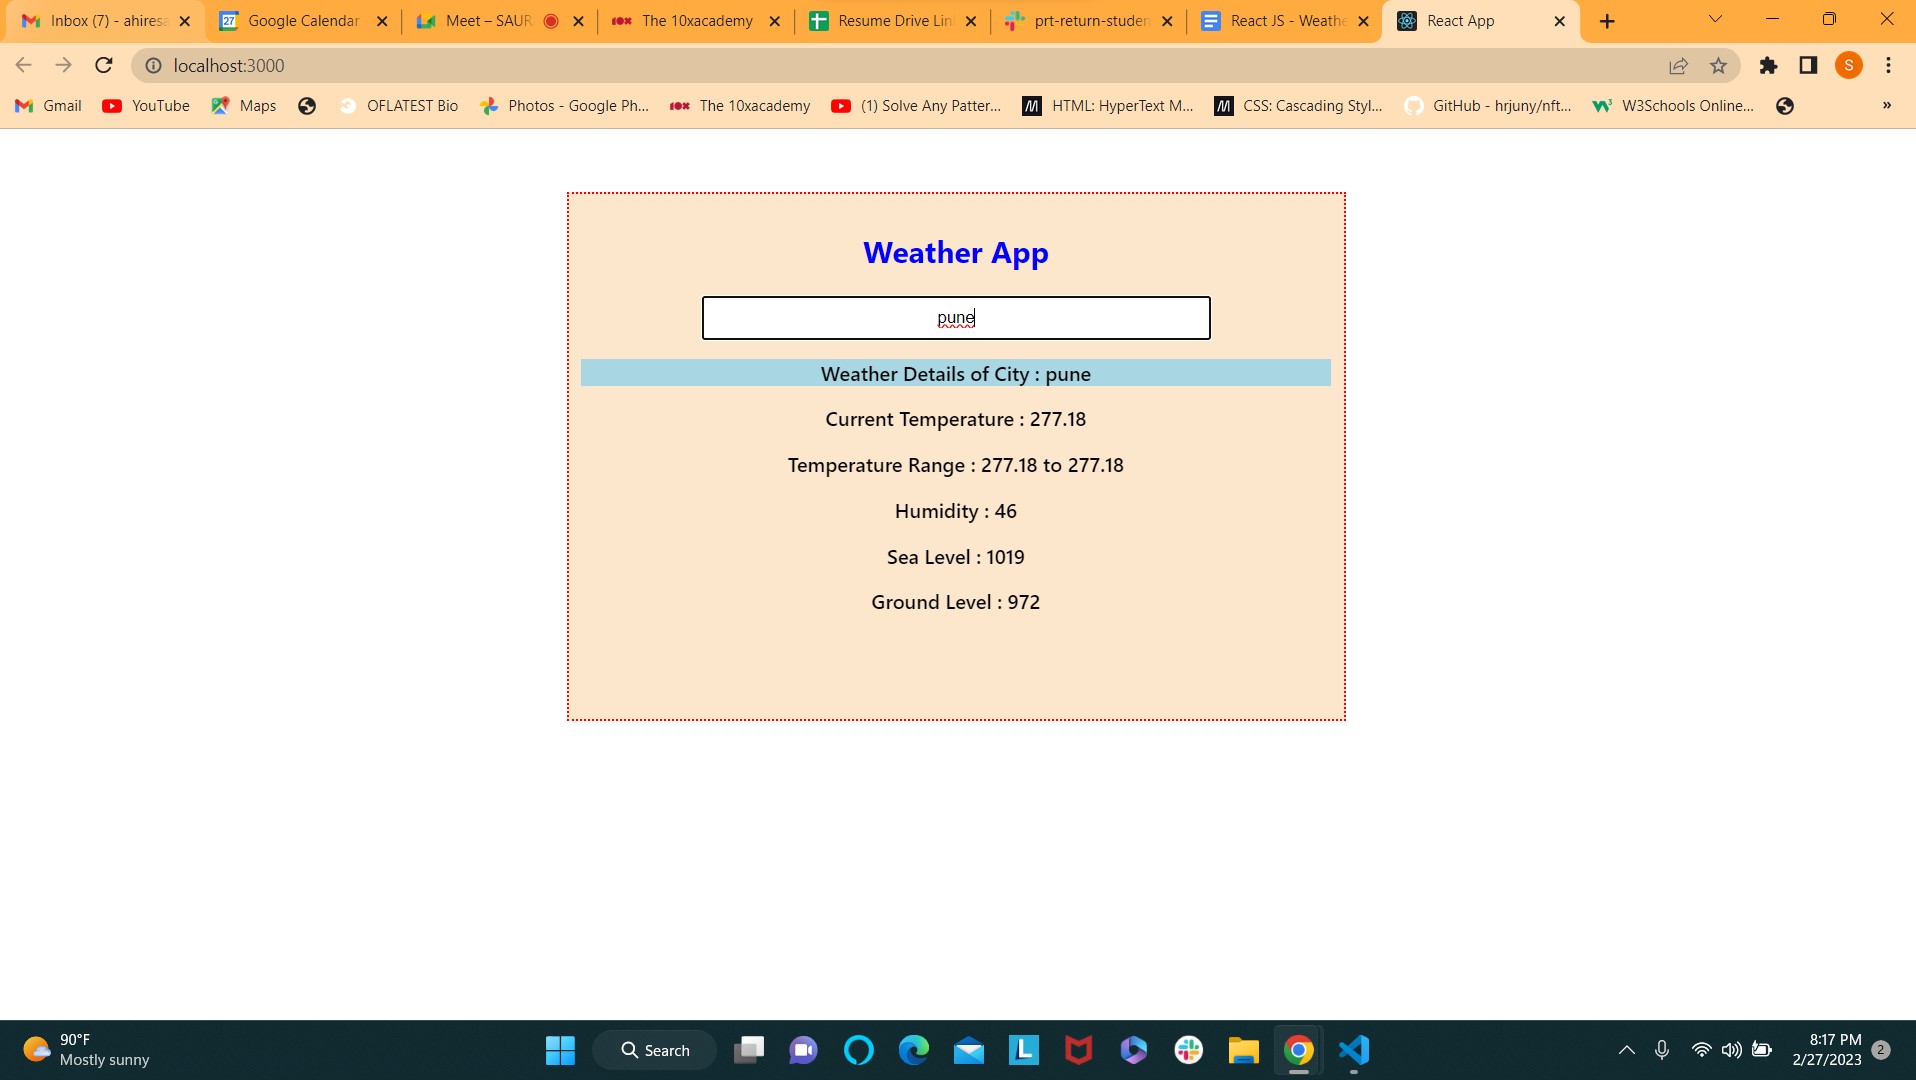 Inbox (7) - ahiresa
Google Calendar
Meet – SAUR
The 10xacademy
Resume Drive Lin
prt-return-studen
React JS - Weathe
React App
localhost:3000
S
Gmail
YouTube
Maps
OFLATEST Bio
Photos - Google Ph...
The 10xacademy
(1) Solve Any Patter...
HTML: HyperText M...
CSS: Cascading Styl...
GitHub - hrjuny/nft...
W3Schools Online...
»
Weather App
pune
Weather Details of City : pune
Current Temperature : 277.18
Temperature Range : 277.18 to 277.18
Humidity : 46
Sea Level : 1019
Ground Level : 972
90°F
Mostly sunny
Search
8:17 PM
2/27/2023
2